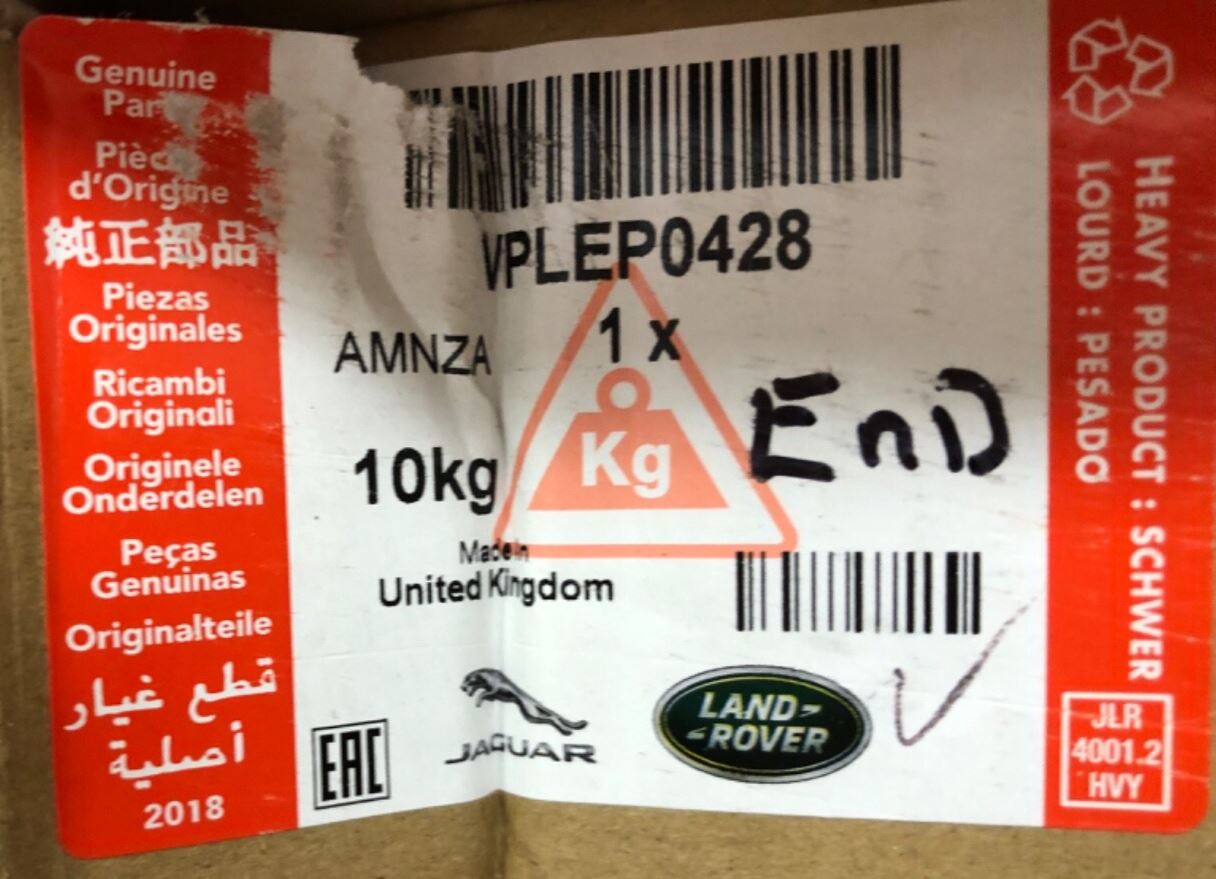 Genuine
Par
Pièc
d'Origine
純正部品
Piezas
Originales
Ricambi
Originali
Originele
Onderdelen
Peças
Genuinas
Originalteile
قطع غيار
أصلية
2018
VPLEP0428
1 x
AMNZA
EnD
10kg
Kg
Made in
United Kingdom
EAC
JAGUAR
LAND-
-ROVER
HEAVY PRODUCT : SCHWER
LOURD : PESADO
JLR
4001.2
HVY